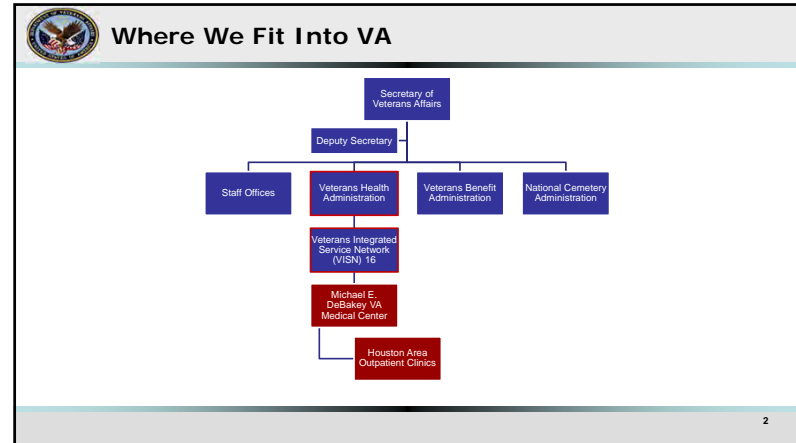 Where We Fit Into VA
Secretary of
Veterans Affairs
Deputy Secretary
Staff Offices
Veterans Health
Administration
Veterans Benefit
Administration
National Cemetery
Administration
Veterans Integrated
Service Network
(VISN) 16
Michael E.
DeBakey VA
Medical Center
Houston Area
Outpatient Clinics
2